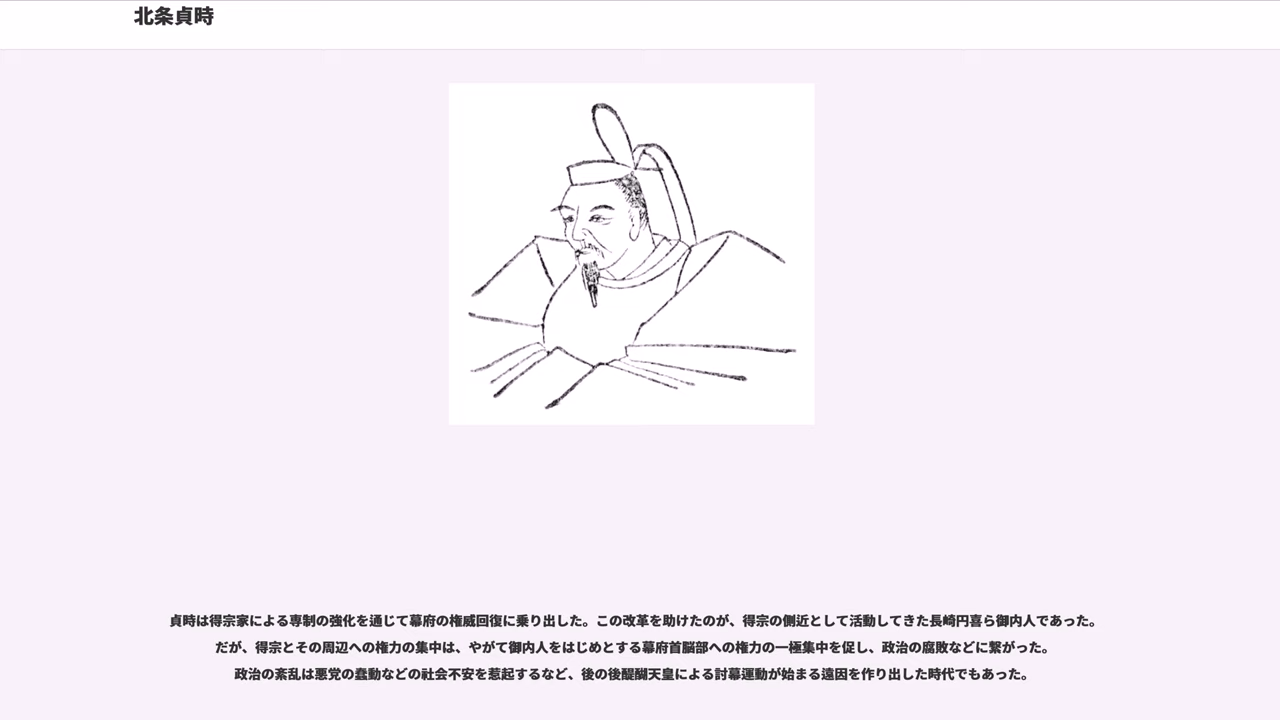 北条貞時
貞時は得宗家による専制の強化を通じて幕府の権威回復に乗り出した。この改革を助けたのが、得宗の側近として活動してきた長崎円喜ら御内人であった。
だが、得宗とその周辺への権力の集中は、やがて御内人をはじめとする幕府首脳部への権力の一極集中を促し、政治の腐敗などに繋がった。
政治の紊乱は悪党の蠢動などの社会不安を惹起するなど、後の後醍醐天皇による討幕運動が始まる遠因を作り出した時代でもあった。